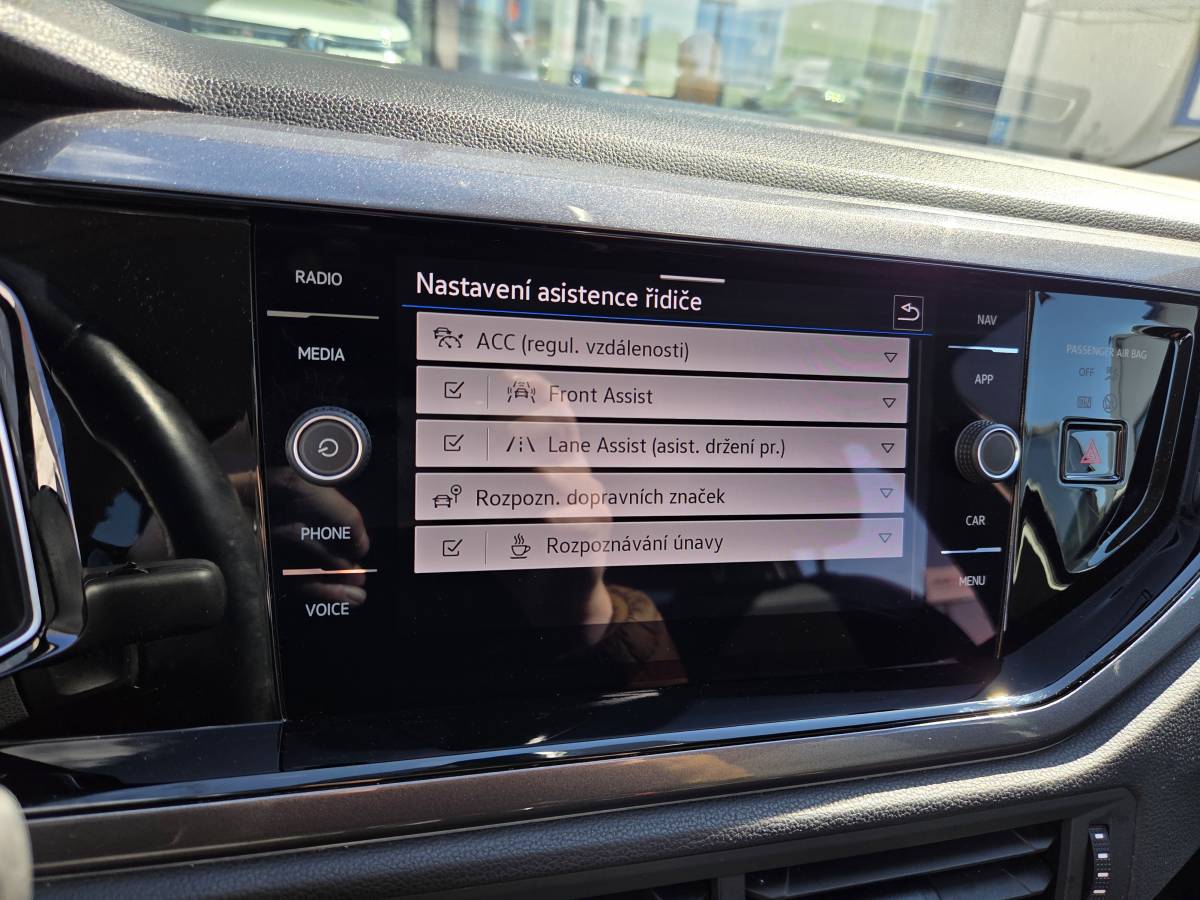 RADIO
MEDIA
PHONE
VOICE
Nastavení asistence řidiče
ACC (regul. vzdálenosti)
Front Assist
Lane Assist (asist. držení pr.)
Rozpozn. dopravních značek
Rozpoznávání únavy
NAV
APP
CAR
MENU
PASSENGER AIR BAG
OFF
ON